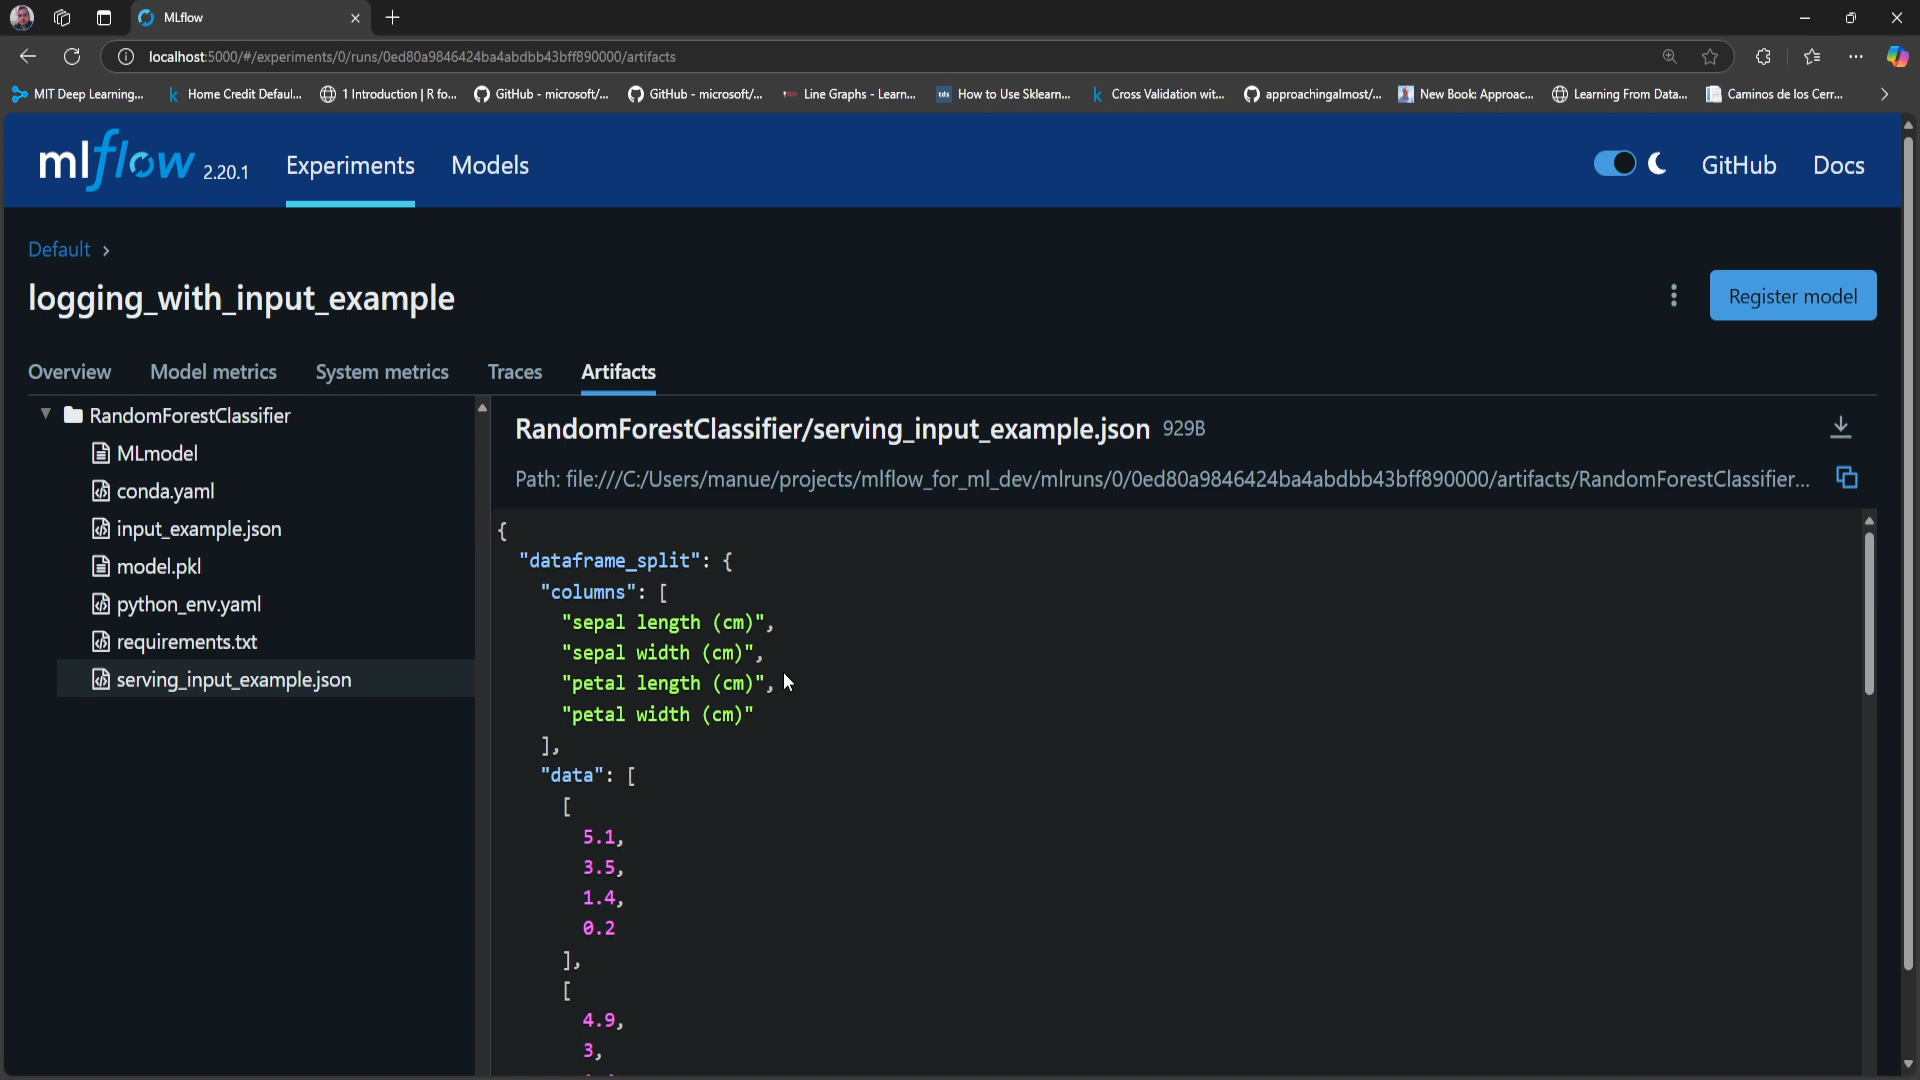 MLflow
localhost:5000/#/experiments/0/runs/0ed80a9846424ba4abdbb43bff890000/artifacts
MIT Deep Learning...
Home Credit Defaul...
1 Introduction | R fo...
GitHub - microsoft/...
GitHub - microsoft/...
Line Graphs - Learn...
How to Use Sklearn...
Cross Validation wit...
approachingalmost/...
New Book: Approac...
Learning From Data...
Caminos de los Cerr...
mlflow 2.20.1
Experiments
Models
GitHub
Docs
Default >
logging_with_input_example
Register model
Overview
Model metrics
System metrics
Traces
Artifacts
RandomForestClassifier
MLmodel
conda.yaml
input_example.json
model.pkl
python_env.yaml
requirements.txt
serving_input_example.json
RandomForestClassifier/serving_input_example.json 929B
Path: file:///C:/Users/manue/projects/mlflow_for_ml_dev/mlruns/0/0ed80a9846424ba4abdbb43bff890000/artifacts/RandomForestClassifier...
{
"dataframe_split": {
"columns": [
"sepal length (cm)",
"sepal width (cm)",
"petal length (cm)",
"petal width (cm)"
],
"data": [
[
5.1,
3.5,
1.4,
0.2
],
[
4.9,
3,